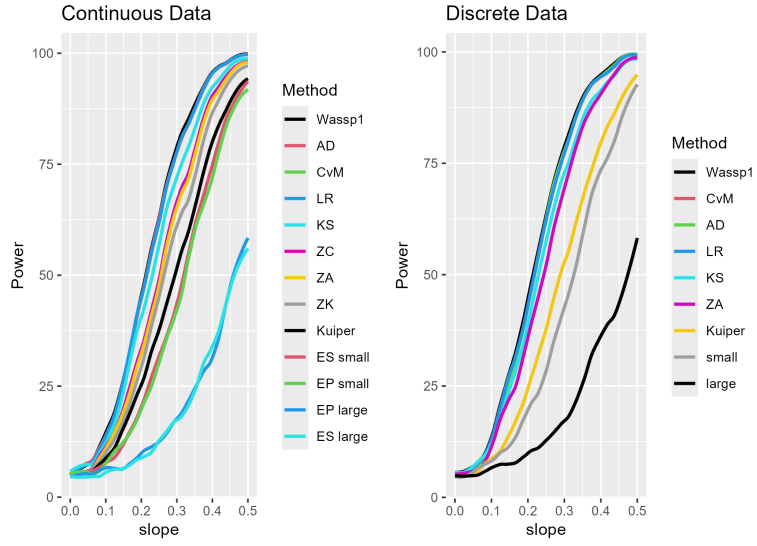 Continuous Data
Power
100
75
50
25
0
0.0 0.1 0.2 0.3 0.4 0.5
slope
Method
Wassp1
AD
CvM
LR
KS
ZC
ZA
ZK
Kuiper
ES small
EP small
EP large
ES large
Discrete Data
Power
100
75
50
25
0
0.0 0.1 0.2 0.3 0.4 0.5
slope
Method
Wassp1
CvM
AD
LR
KS
ZA
Kuiper
small
large